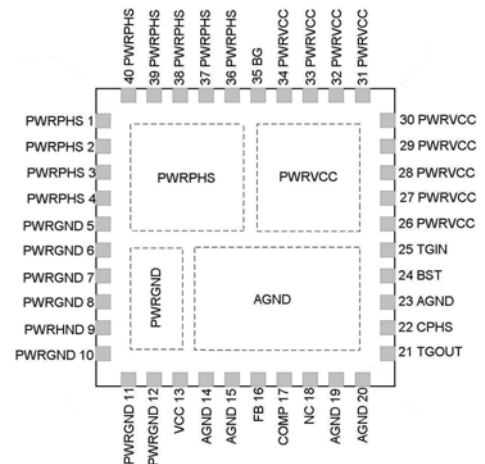 40 PWRPHS
39 PWRPHS
38 PWRPHS
37 PWRPHS
36 PWRPHS
35 BG
34 PWRVCC
33 PWRVCC
32 PWRVCC
31 PWRVCC
PWRPHS 1
PWRPHS 2
PWRPHS 3
PWRPHS 4
PWRGND 5
PWRGND 6
PWRGND 7
PWRGND 8
PWRHND 9
PWRGND 10
PWRPHS
PWRVCC
PWRGND
AGND
30 PWRVCC
29 PWRVCC
28 PWRVCC
27 PWRVCC
26 PWRVCC
25 TGIN
24 BST
23 AGND
22 CPHS
21 TGOUT
PWRGND 11
PWRGND 12
VCC 13
AGND 14
AGND 15
FB 16
COMP 17
NC 18
AGND 19
AGND 20